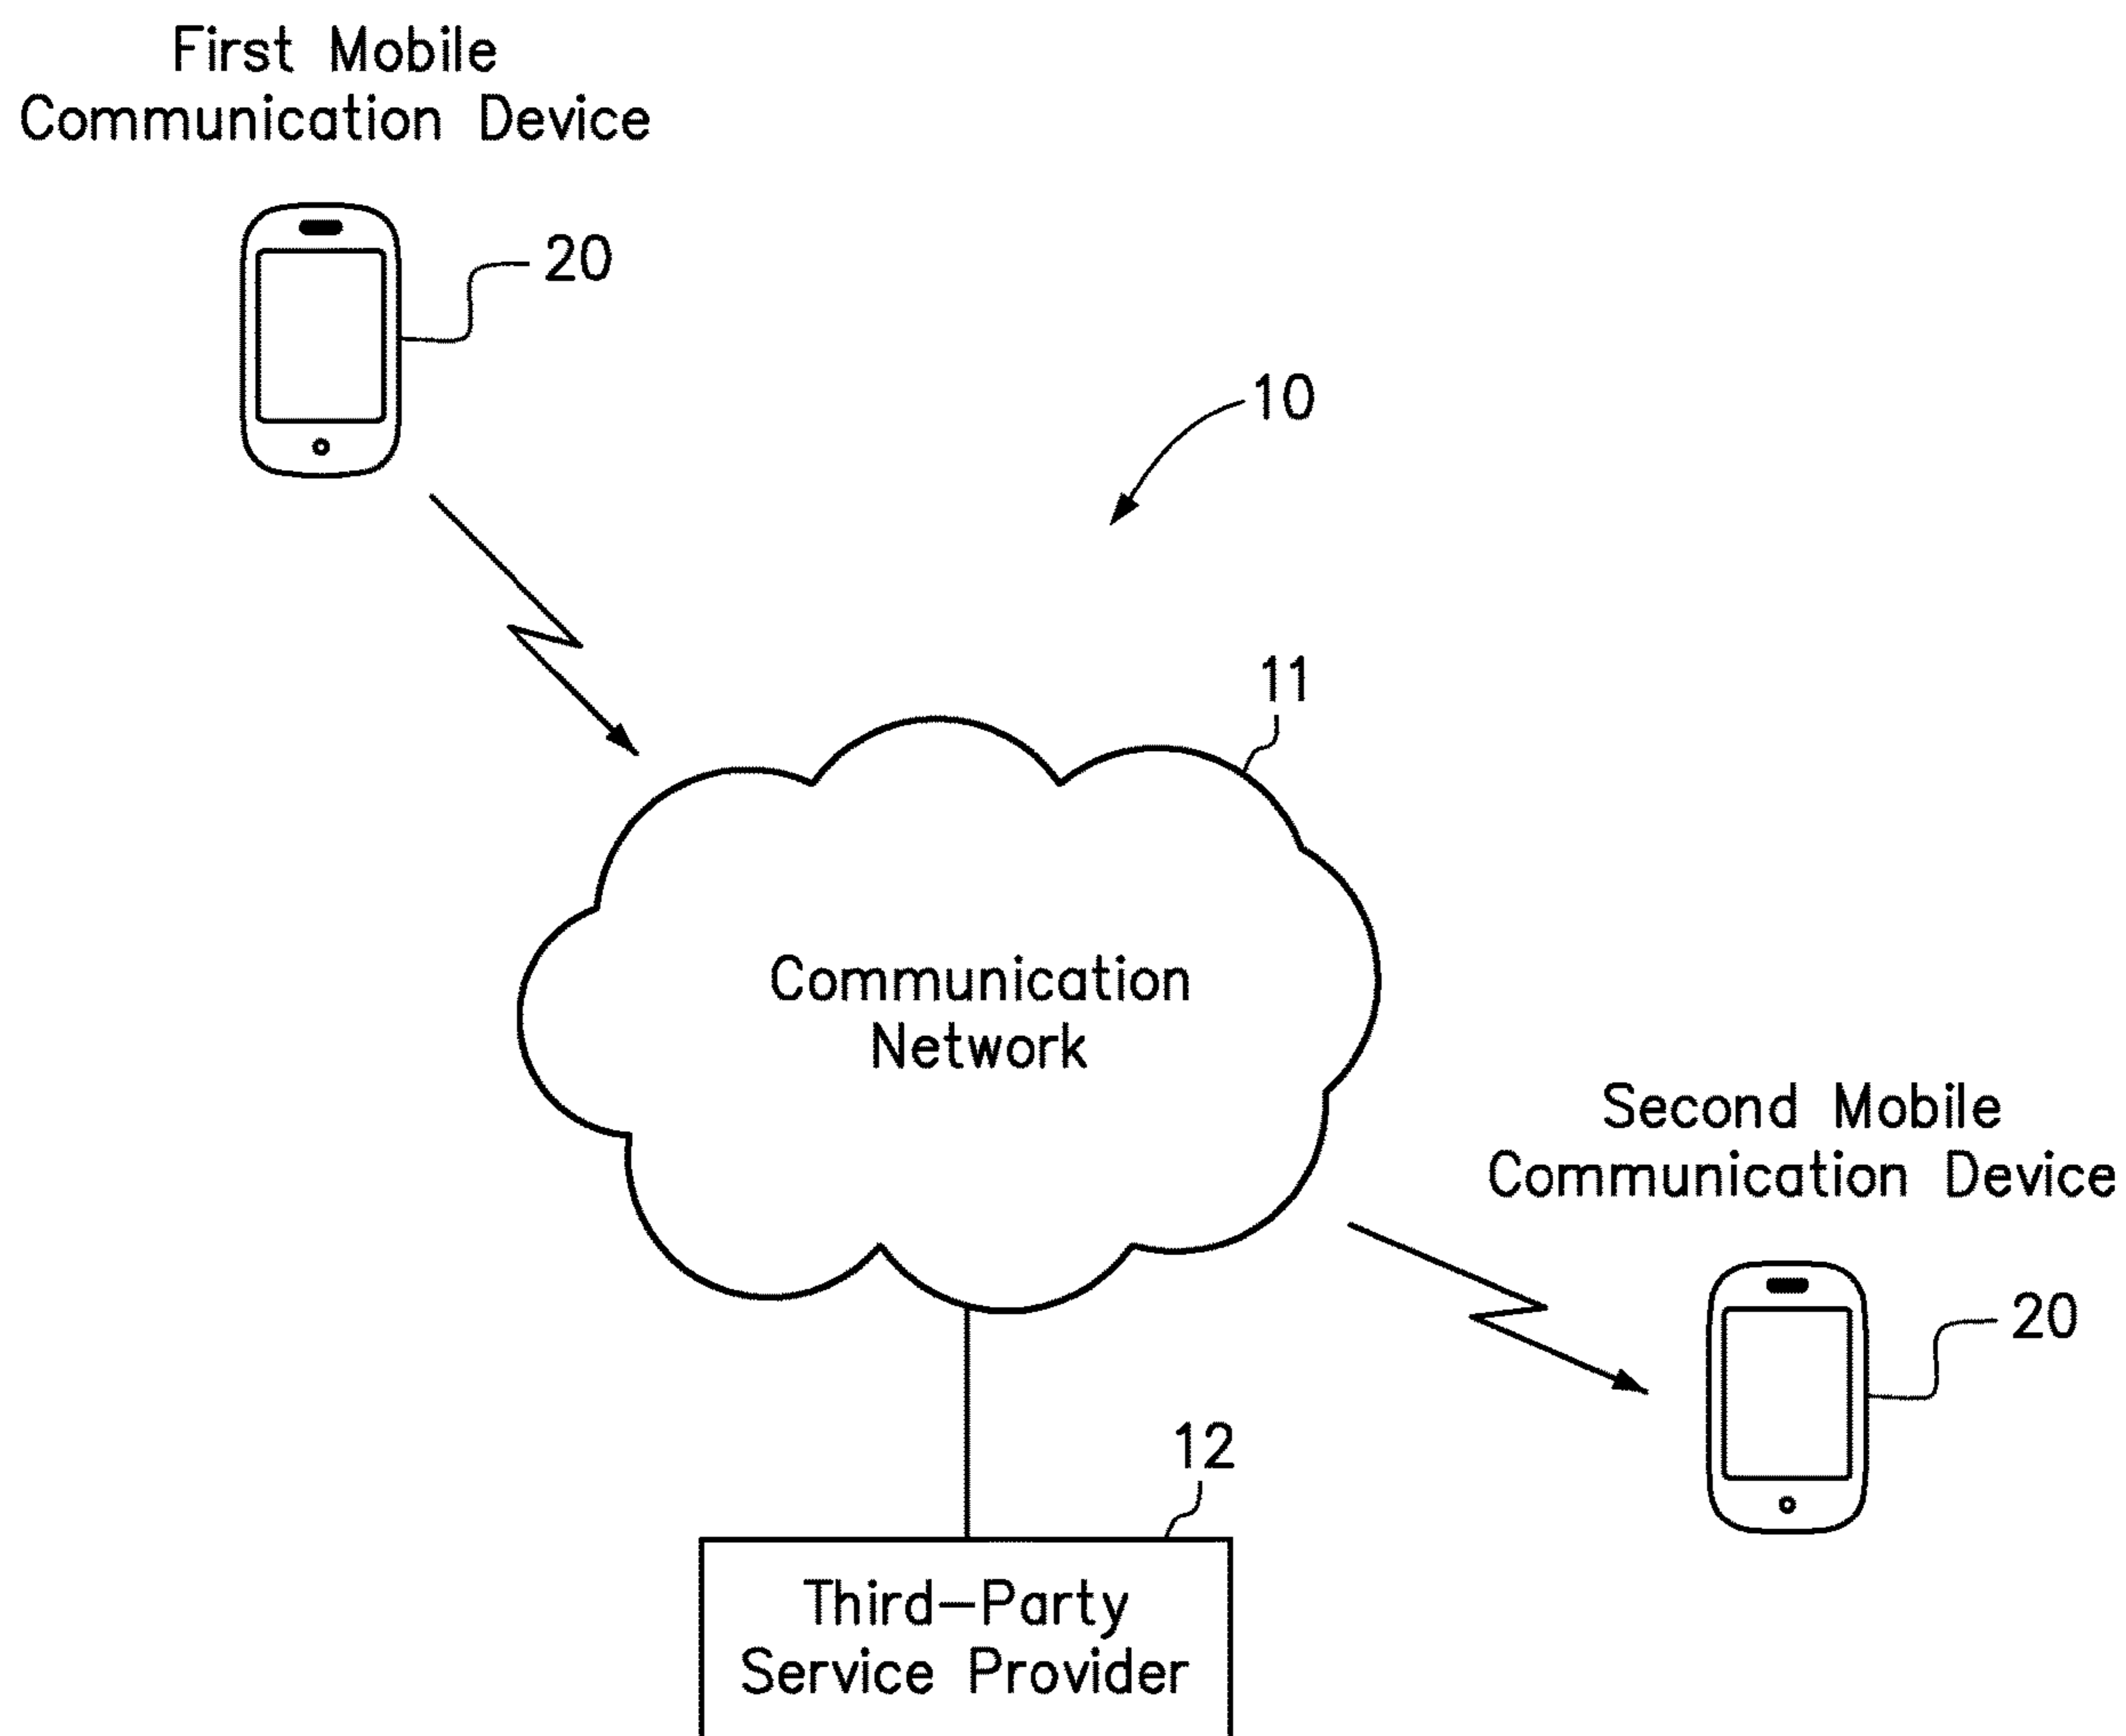 First Mobile
Communication Device
20
10
11
Communication
Network
Second Mobile
Communication Device
20
12
Third-Party
Service Provider